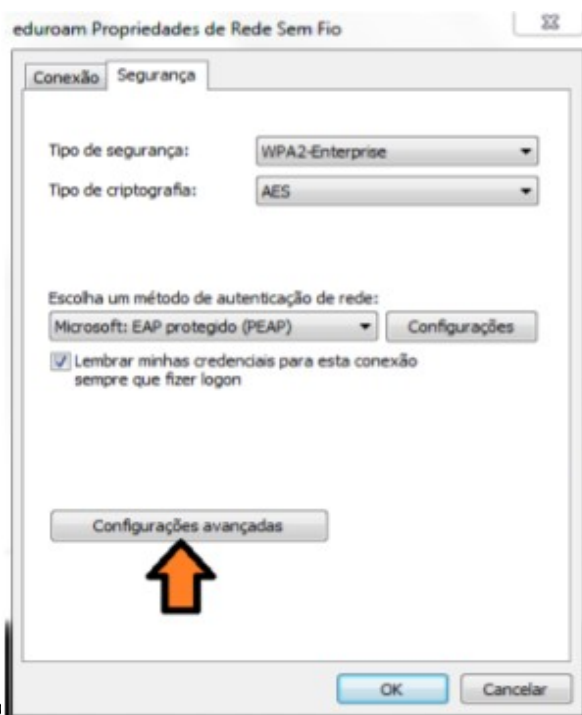 eduroam Propriedades de Rede Sem Fio
Conexão Segurança
Tipo de segurança: WPA2-Enterprise
Tipo de criptografia: AES
Escolha um método de autenticação de rede:
Microsoft: EAP protegido (PEAP) Configurações
Lembrar minhas credenciais para esta conexão
sempre que fizer logon
Configurações avançadas
OK Cancelar